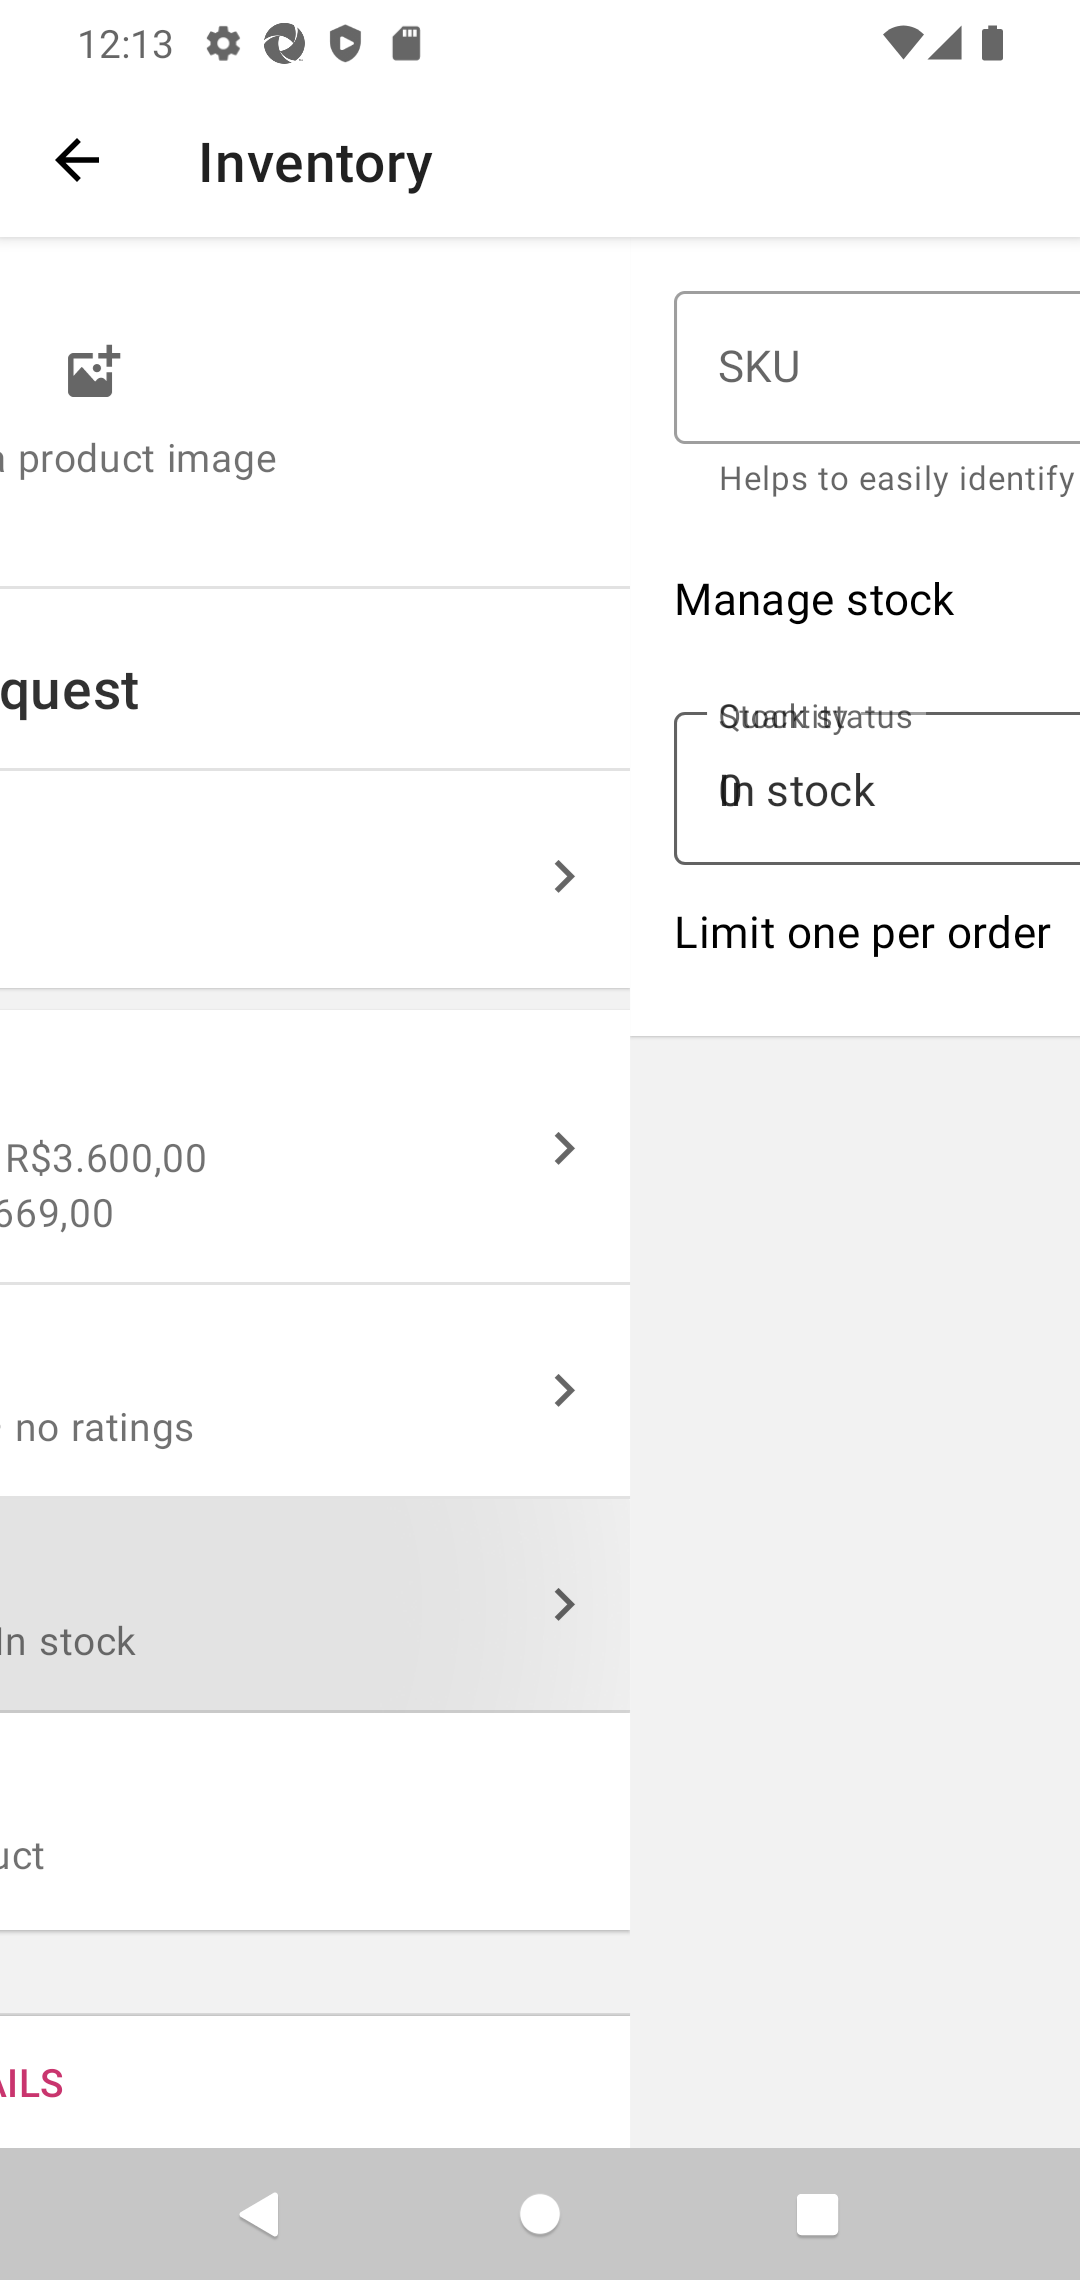 12:13
Inventory
SKU
a product image
Helps to easily identify
Manage stock
quest
Stock status
Quantity
In stock
0
Limit one per order
R$3.600,00
669,00
no ratings
In stock
uct
AILS